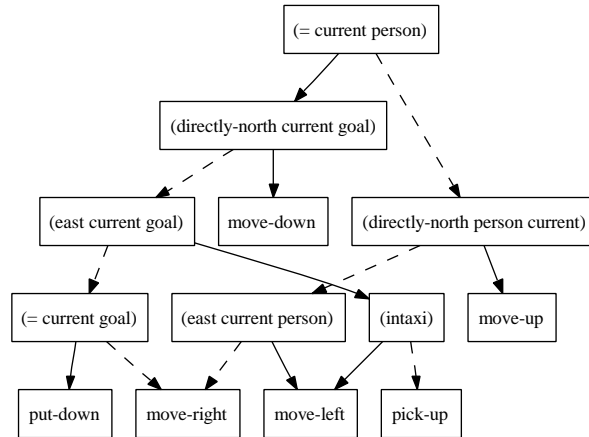 (= current person)
(directly-north current goal)
(east current goal)
move-down
(directly-north person current)
(= current goal)
(east current person)
(intaxi)
move-up
put-down
move-right
move-left
pick-up